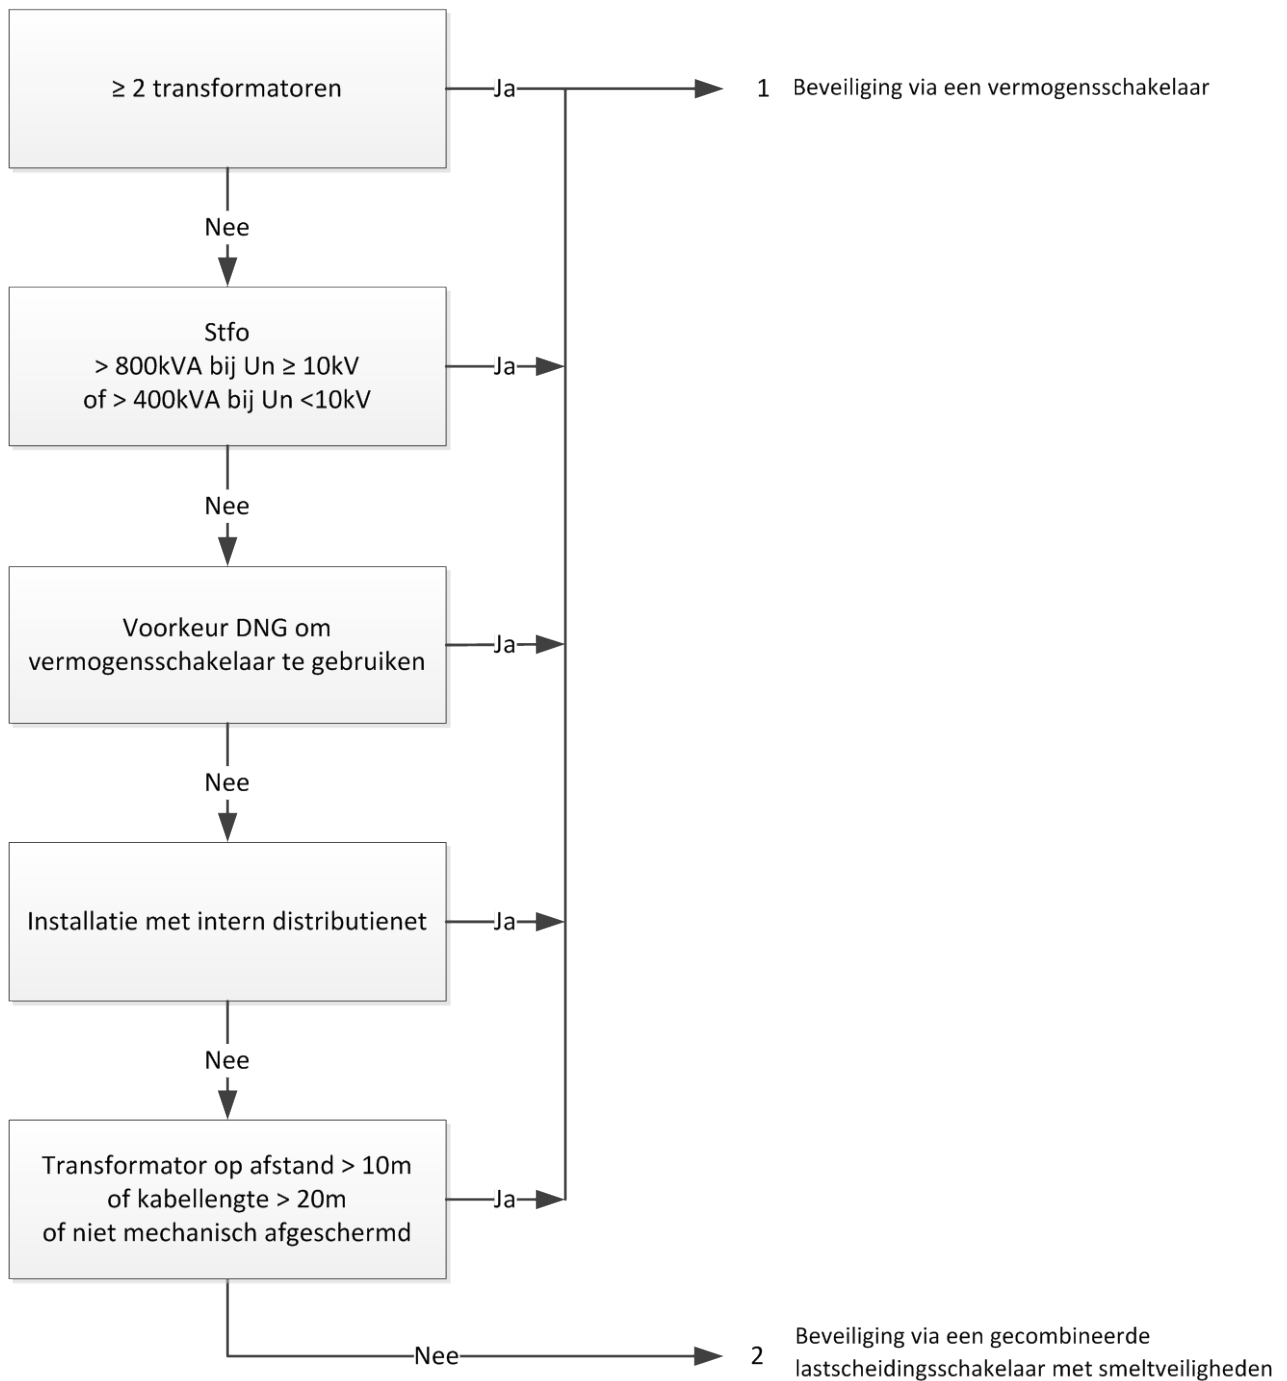 ≥ 2 transformatoren
Ja
1 Beveiliging via een vermogensschakelaar
Nee
Stfo
> 800kVA bij Un ≥ 10kV
of > 400kVA bij Un <10kV
Ja
Nee
Voorkeur DNG om
vermogensschakelaar te gebruiken
Ja
Nee
Installatie met intern distributienet
Ja
Nee
Transformator op afstand > 10m
of kabellengte > 20m
of niet mechanisch afgeschermd
Ja
Nee
2 Beveiliging via een gecombineerde
lastscheidingsschakelaar met smeltveiligheden